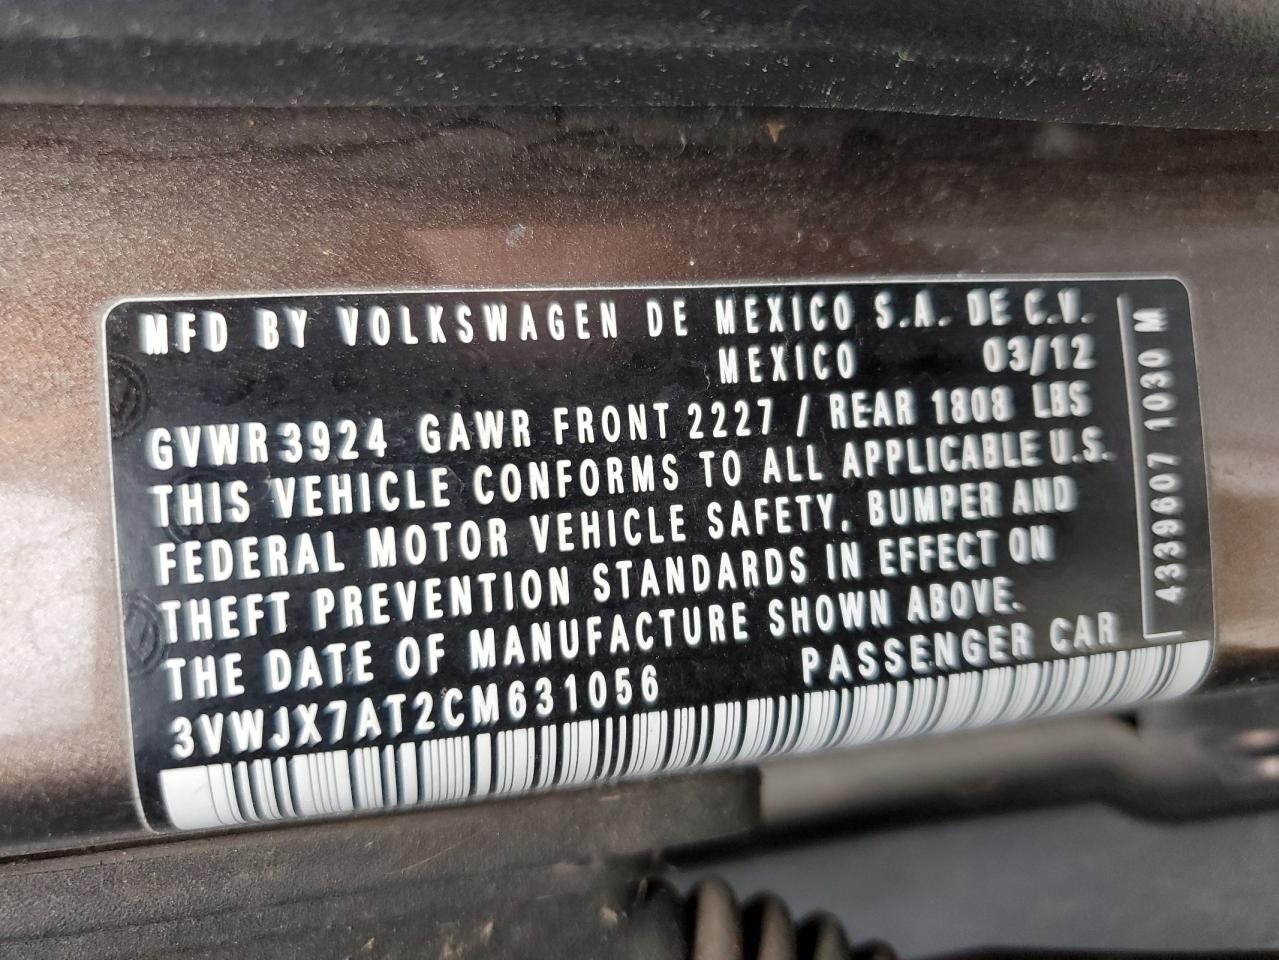 MFD BY VOLKSWAGEN DE MEXICO S.A. DE C.V.
MEXICO 03/12
GVWR 3924 GAWR FRONT 2227 / REAR 1808 LBS
THIS VEHICLE CONFORMS TO ALL APPLICABLE U.S.
FEDERAL MOTOR VEHICLE SAFETY, BUMPER AND
THEFT PREVENTION STANDARDS IN EFFECT ON
THE DATE OF MANUFACTURE SHOWN ABOVE.
3VWJX7AT2CM631056 PASSENGER CAR
4339607 1030 M